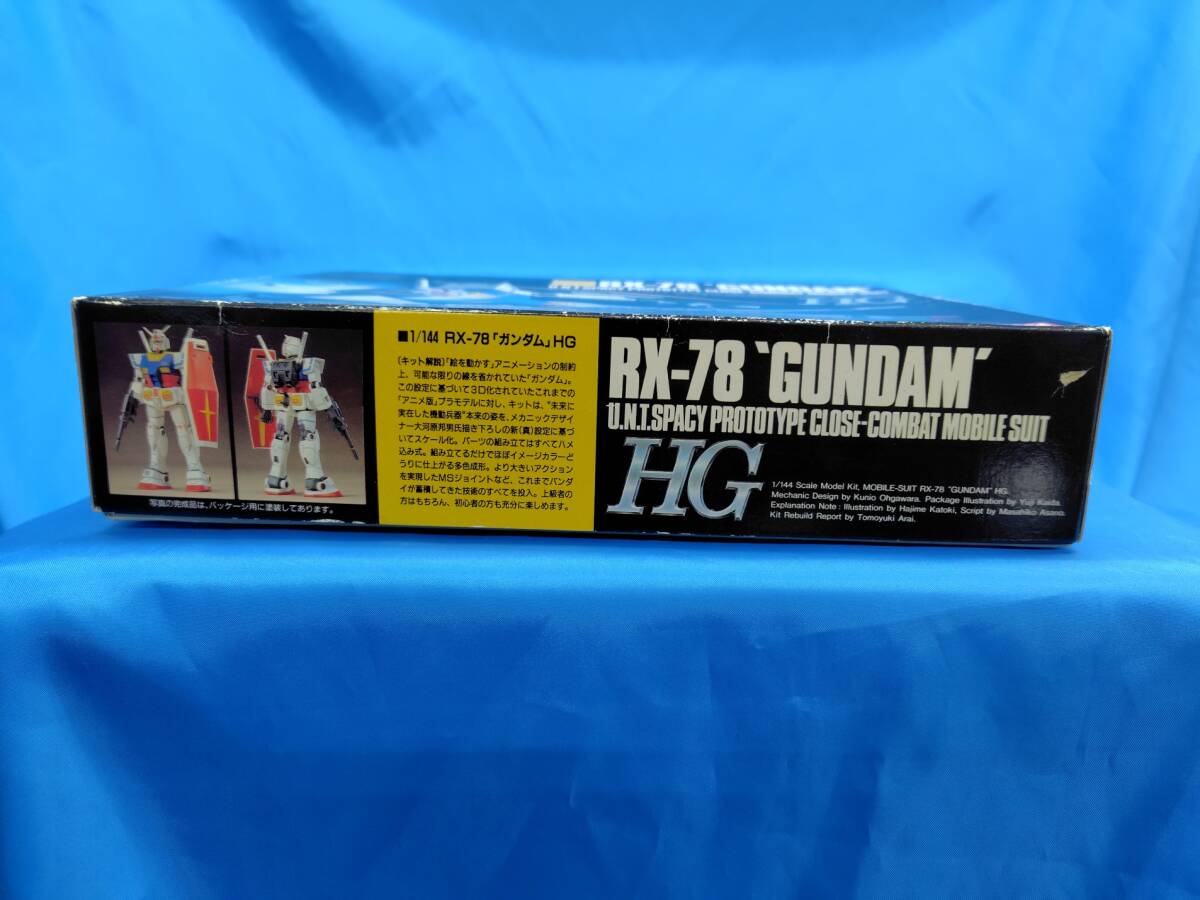 RX-78 "GUNDAM"
写真の完成品は、パッケージ用に塗装してあります。
■1/144 RX-78「ガンダム」HG
〔キット解説〕「絵を動かす」アニメーションの制約
上、可能な限りの線を省かれていた「ガンダム」。
この設定に基づいて3D化されていたこれまでの
「アニメ版」プラモデルに対し、キットは、“未来に
実在した機動兵器”本来の姿を、メカニックデザイ
ナー大河原邦男氏描き下ろしの新(真)設定に基づ
いてスケール化。パーツの組み立てはすべてハメ
込み式。組み立てるだけでほぼイメージカラーど
うりに仕上がる多色成形。より大きいアクション
を実現したMSジョイントなど、これまでバンダ
イが蓄積してきた技術のすべてを投入。上級者の
方はもちろん、初心者の方も充分に楽しめます。
RX-78 "GUNDAM"
U.N.T.SPACY PROTOTYPE CLOSE-COMBAT MOBILE SUIT
HG
1/144 Scale Model Kit, MOBILE-SUIT RX-78 "GUNDAM" HG.
Mechanic Design by Kunio Ohgawara. Package Illustration by Yuji Kaida.
Explanation Note : Illustration by Hajime Katoki, Script by Masahiko Asano.
Kit Rebuild Report by Tomoyuki Arai.